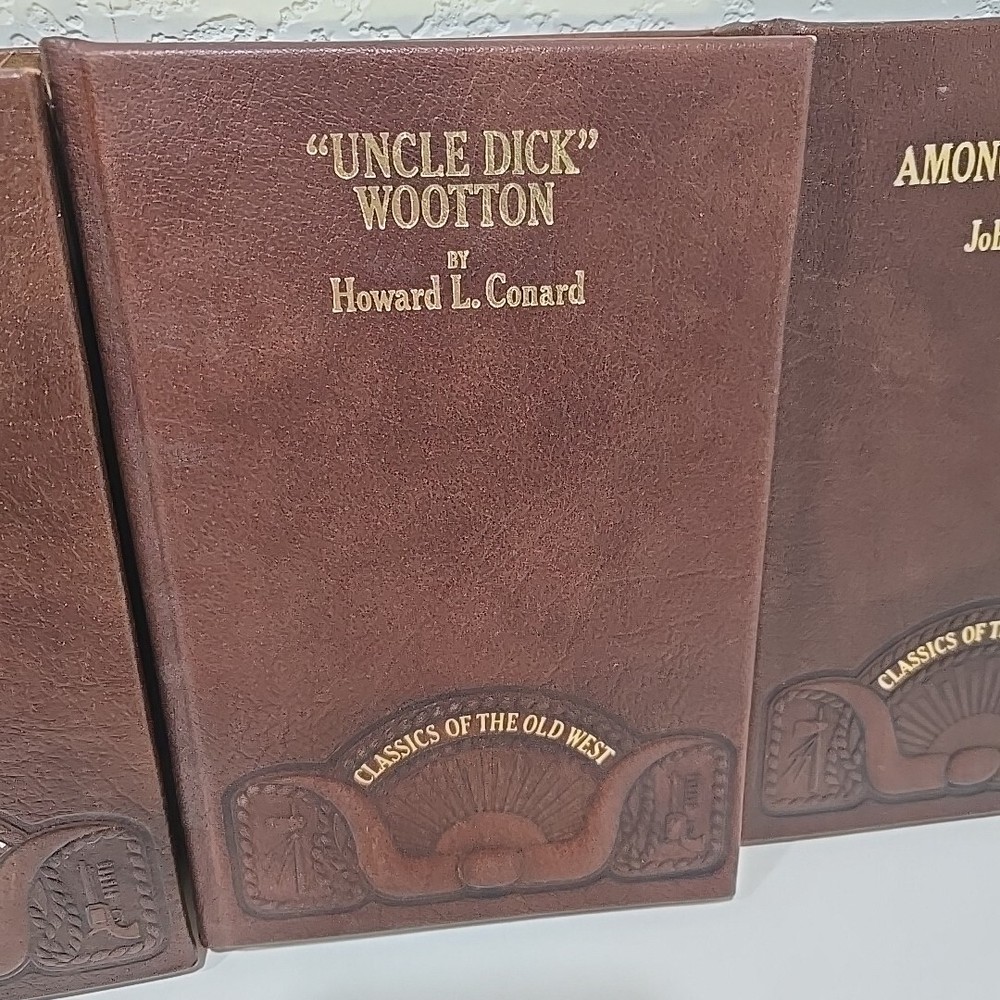 “UNCLE DICK”
WOOTTON
BY
Howard L. Conard
CLASSICS OF THE OLD WEST
AMON
Jo
CLASSICS OF T